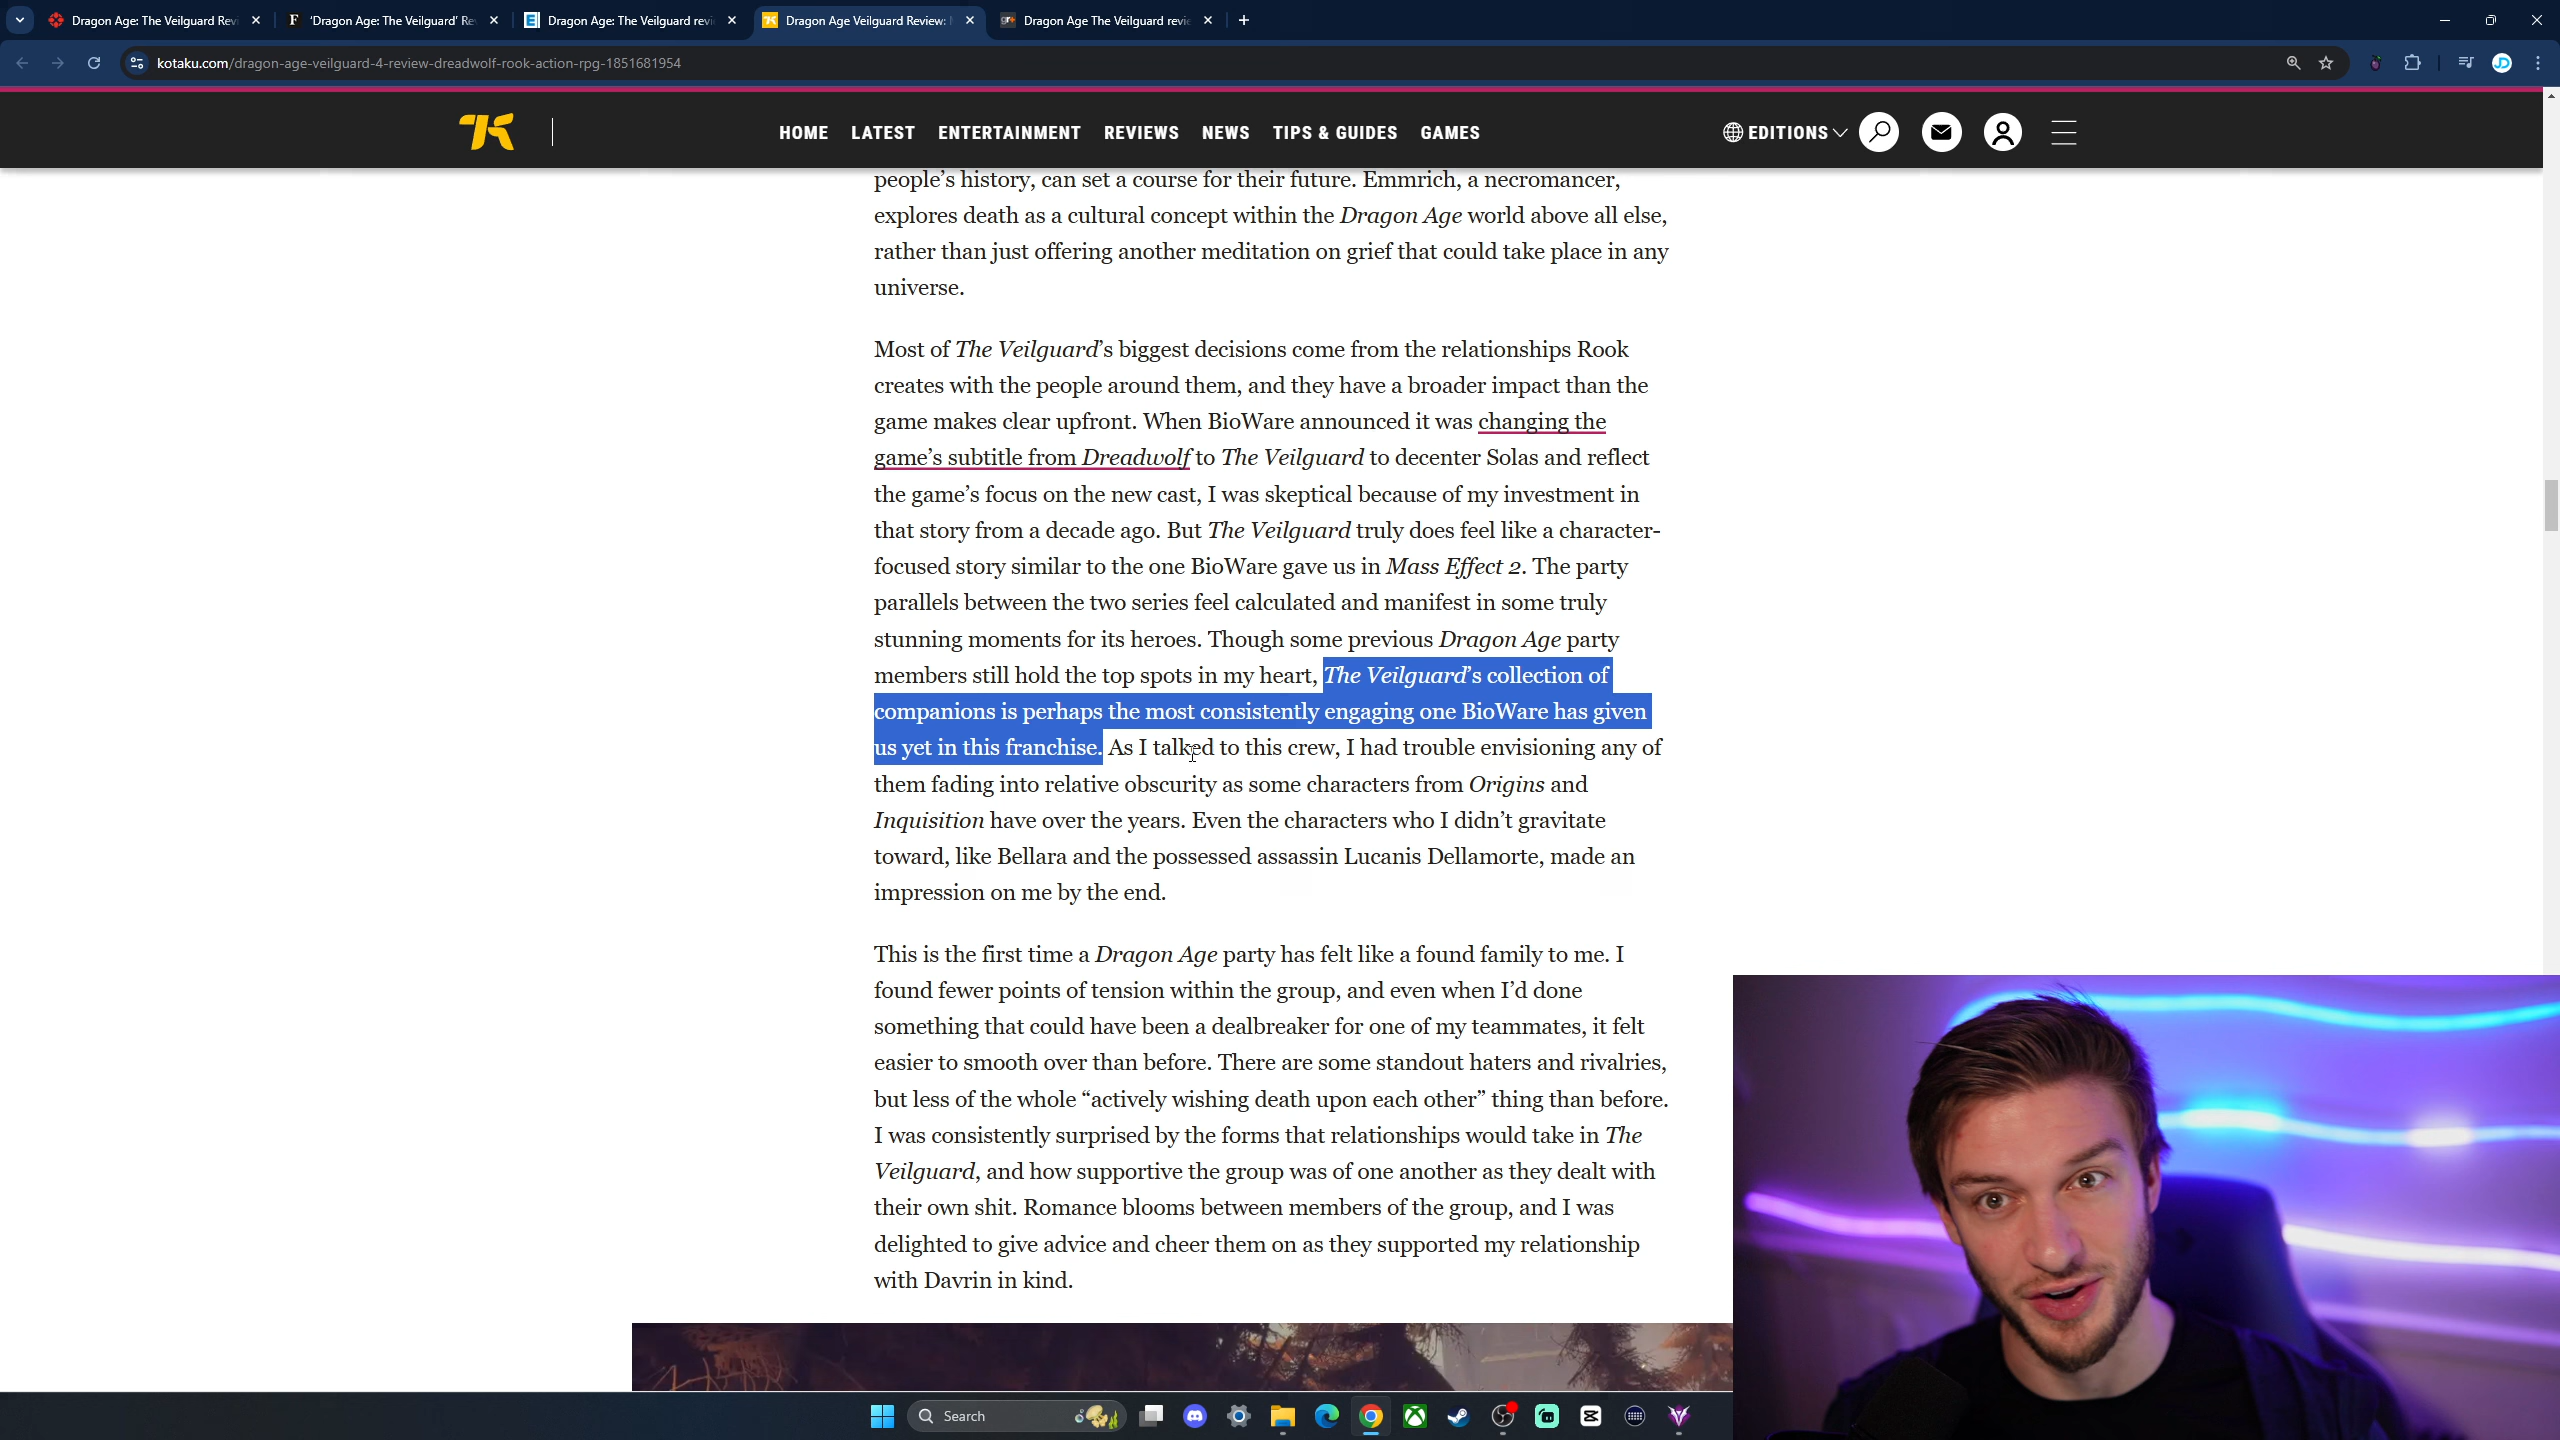 Dragon Age: The Veilguard Revi
'Dragon Age: The Veilguard' Re
Dragon Age: The Veilguard revi
Dragon Age Veilguard Review:
Dragon Age The Veilguard revie
kotaku.com/dragon-age-veilguard-4-review-dreadwolf-rook-action-rpg-1851681954
HOME LATEST ENTERTAINMENT REVIEWS NEWS TIPS & GUIDES GAMES EDITIONS
people’s history, can set a course for their future. Emmrich, a necromancer,
explores death as a cultural concept within the Dragon Age world above all else,
rather than just offering another meditation on grief that could take place in any
universe.
Most of The Veilguard’s biggest decisions come from the relationships Rook
creates with the people around them, and they have a broader impact than the
game makes clear upfront. When BioWare announced it was changing the
game’s subtitle from Dreadwolf to The Veilguard to decenter Solas and reflect
the game’s focus on the new cast, I was skeptical because of my investment in
that story from a decade ago. But The Veilguard truly does feel like a character-
focused story similar to the one BioWare gave us in Mass Effect 2. The party
parallels between the two series feel calculated and manifest in some truly
stunning moments for its heroes. Though some previous Dragon Age party
members still hold the top spots in my heart, The Veilguard’s collection of
companions is perhaps the most consistently engaging one BioWare has given
us yet in this franchise. As I talked to this crew, I had trouble envisioning any of
them fading into relative obscurity as some characters from Origins and
Inquisition have over the years. Even the characters who I didn’t gravitate
toward, like Bellara and the possessed assassin Lucanis Dellamorte, made an
impression on me by the end.
This is the first time a Dragon Age party has felt like a found family to me. I
found fewer points of tension within the group, and even when I’d done
something that could have been a dealbreaker for one of my teammates, it felt
easier to smooth over than before. There are some standout haters and rivalries,
but less of the whole “actively wishing death upon each other” thing than before.
I was consistently surprised by the forms that relationships would take in The
Veilguard, and how supportive the group was of one another as they dealt with
their own shit. Romance blooms between members of the group, and I was
delighted to give advice and cheer them on as they supported my relationship
with Davrin in kind.
Search